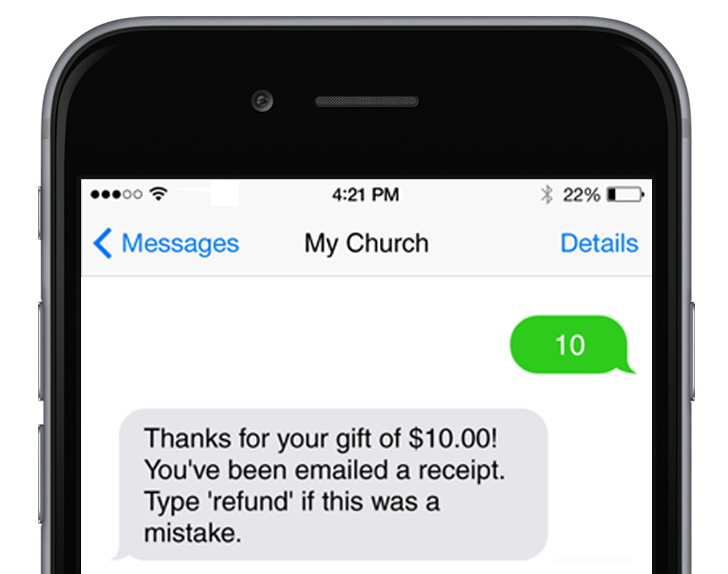 4:21 PM 22%
Messages My Church Details
10
Thanks for your gift of $10.00!
You've been emailed a receipt.
Type 'refund' if this was a
mistake.